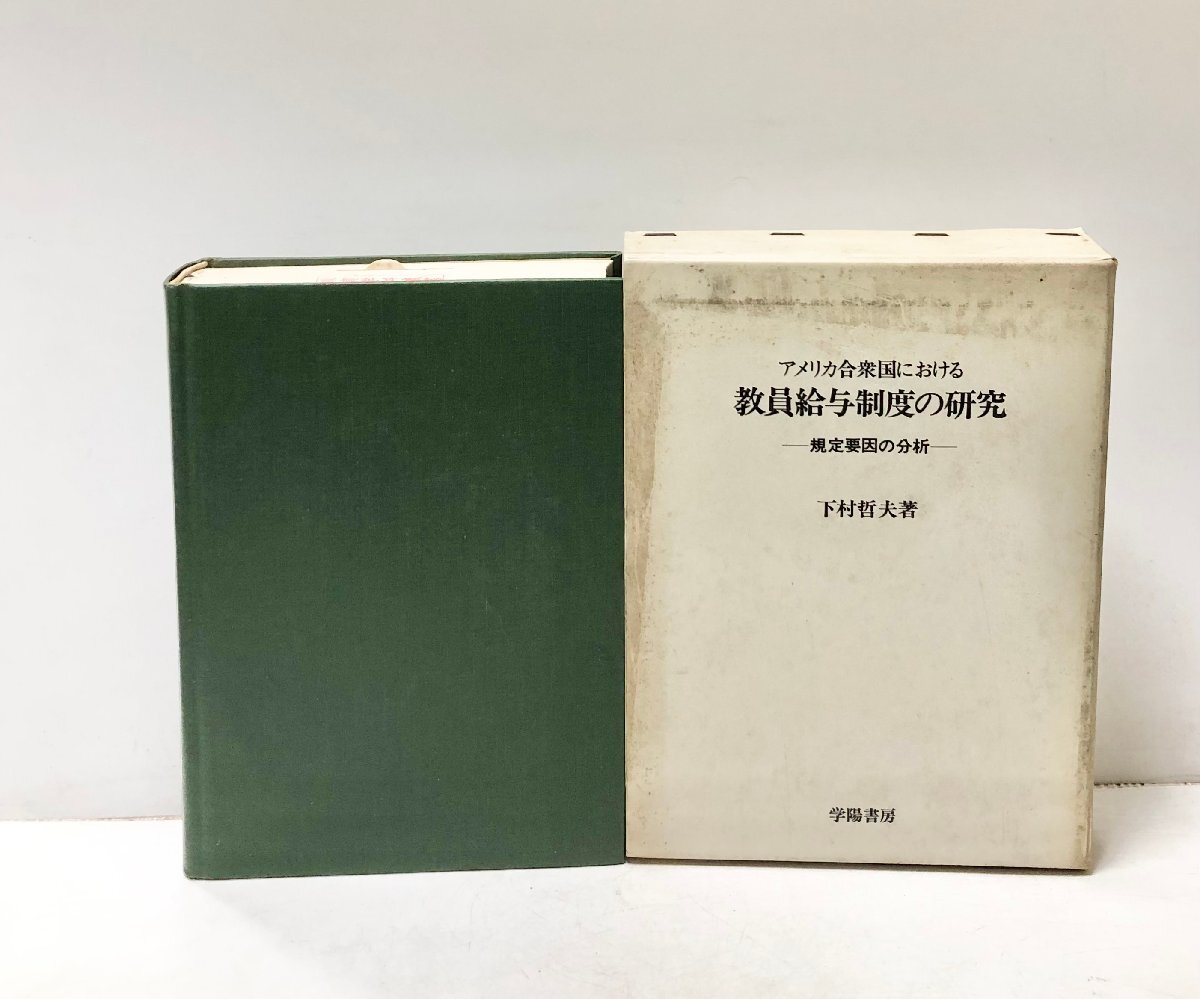 アメリカ合衆国における
教員給与制度の研究
―規定要因の分析―
下村哲夫著
学陽書房